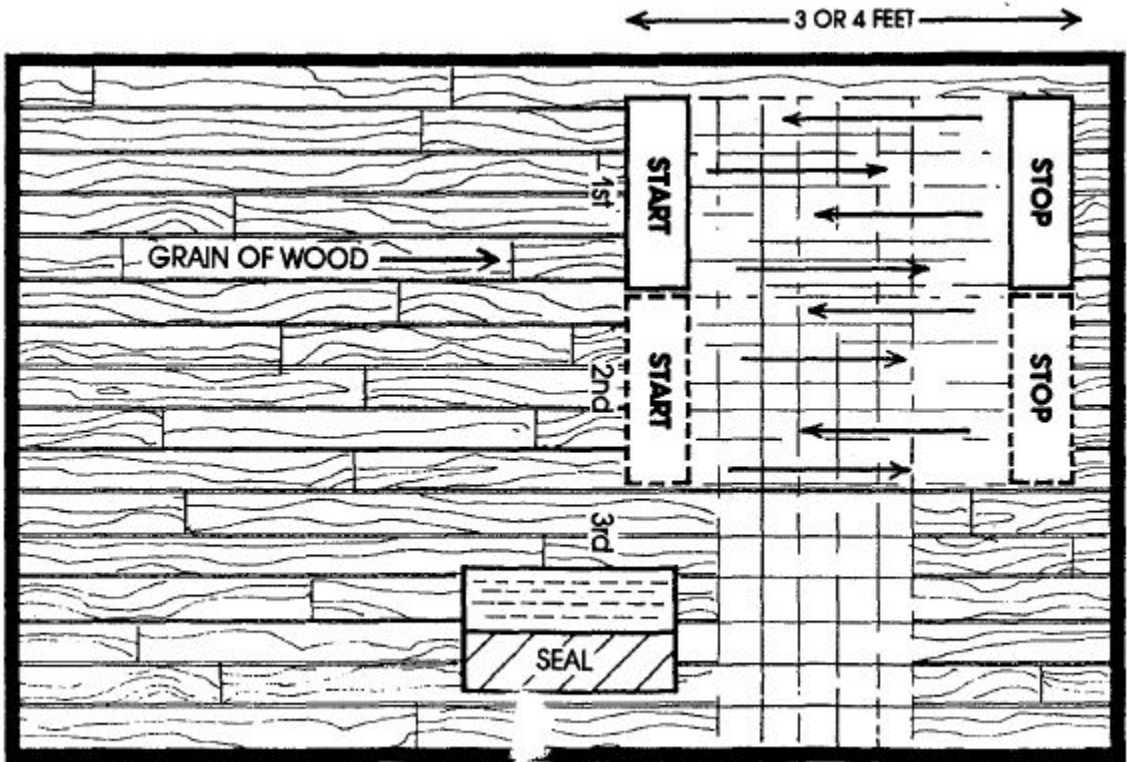 3 OR 4 FEET
1st
START
STOP
GRAIN OF WOOD
2nd
START
STOP
3rd
SEAL